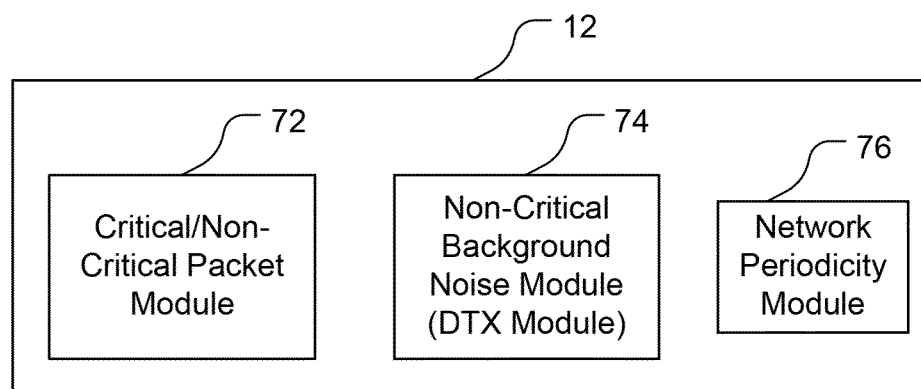 12
72
74
76
Critical/Non-
Critical Packet
Module
Non-Critical
Background
Noise Module
(DTX Module)
Network
Periodicity
Module